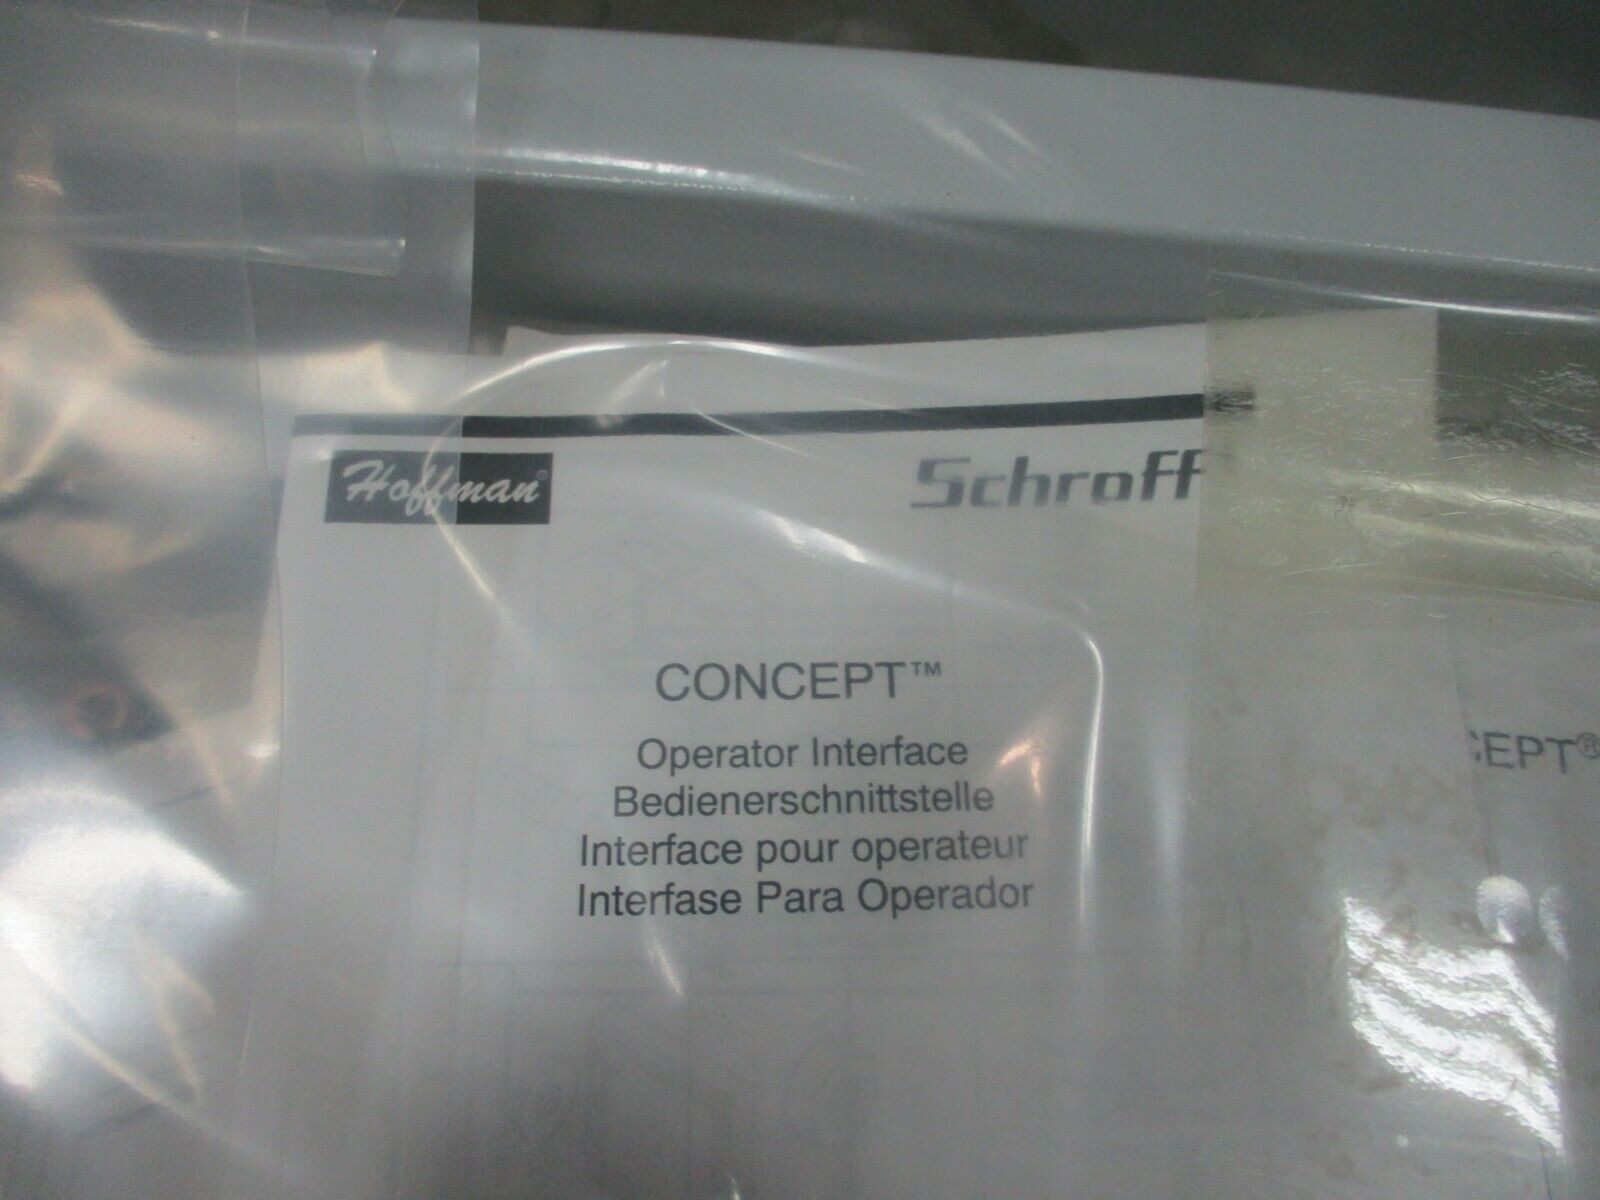 Hoffman®
Schroff
CONCEPT™
Operator Interface
Bedienerschnittstelle
Interface pour operateur
Interfase Para Operador
CEPT®